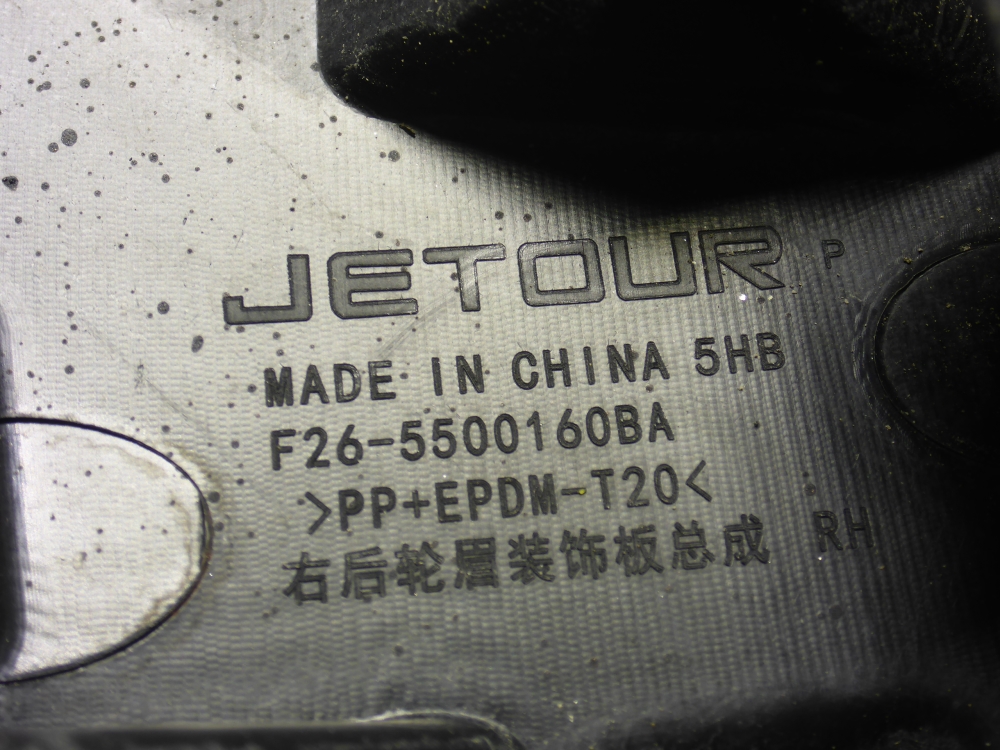 JETOUR P
MADE IN CHINA 5HB
F26-5500160BA
>PP+EPDM-T20<
右后轮眉装饰板总成 RH